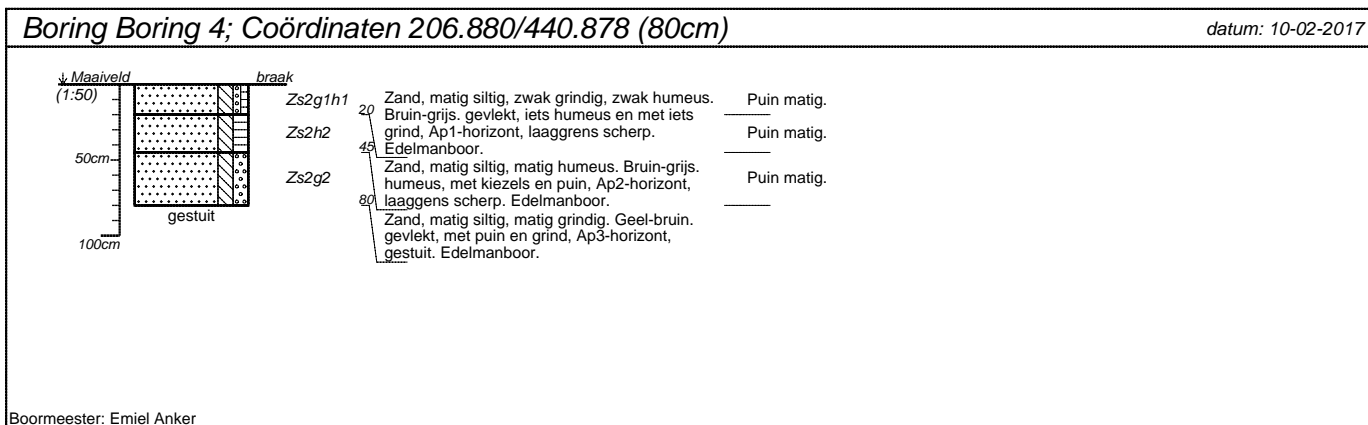 Boring Boring 4; Coördinaten 206.880/440.878 (80cm)
datum: 10-02-2017
Maaiveld
braak
(1:50)
50cm
100cm
gestuit
Zs2g1h1
20
Zand, matig siltig, zwak grindig, zwak humeus.
Bruin-grijs. gevlekt, iets humeus en met iets
grind, Ap1-horizont, laaggrens scherp.
Edelmanboor.
Puin matig.
Zs2h2
45
Zand, matig siltig, matig humeus. Bruin-grijs.
humeus, met kiezels en puin, Ap2-horizont,
laaggens scherp. Edelmanboor.
Puin matig.
Zs2g2
80
Zand, matig siltig, matig grindig. Geel-bruin.
gevlekt, met puin en grind, Ap3-horizont,
gestuit. Edelmanboor.
Puin matig.
Boormeester: Emiel Anker